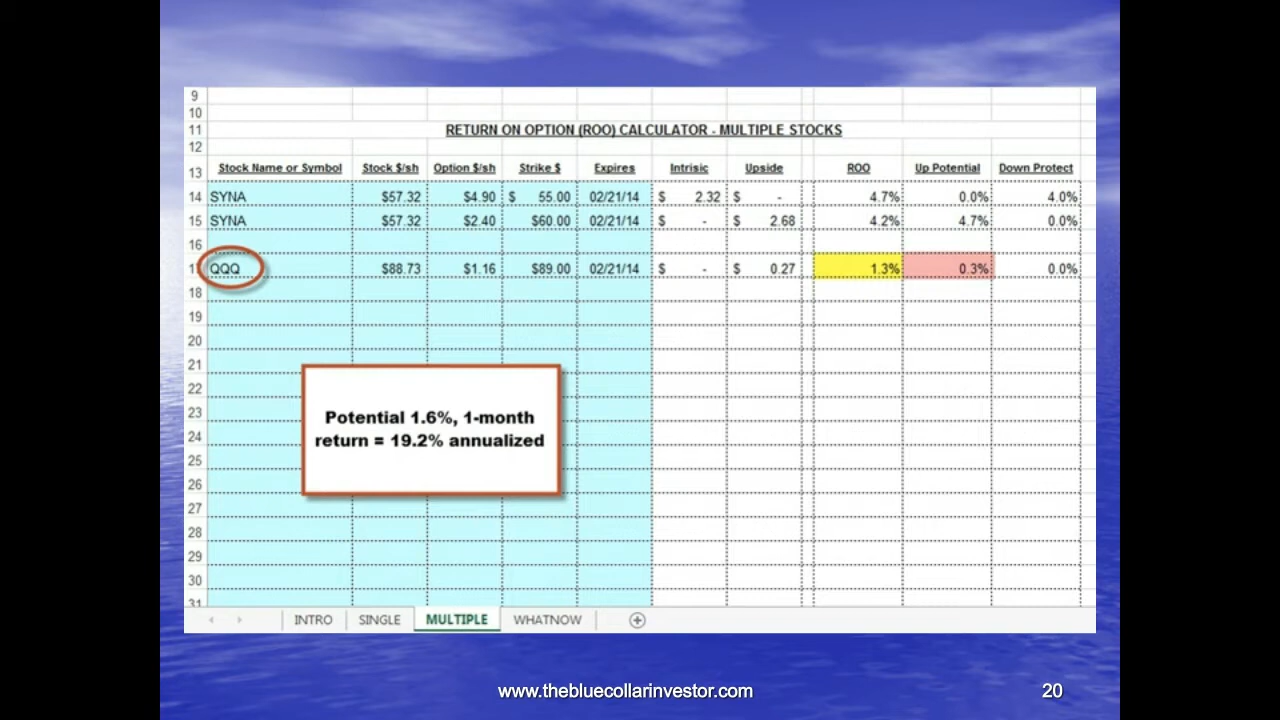 9
10
11 RETURN ON OPTION (ROO) CALCULATOR - MULTIPLE STOCKS
12
13 Stock Name or Symbol Stock $/sh Option $/sh Strike $ Expires Intrisic Upside ROO Up Potential Down Protect
14 SYNA $57.32 $4.90 $ 55.00 02/21/14 $ 2.32 $ - 4.7% 0.0% 4.0%
15 SYNA $57.32 $2.40 $60.00 02/21/14 $ - $ 2.68 4.2% 4.7% 0.0%
16
17 QQQ $88.73 $1.16 $89.00 02/21/14 $ - $ 0.27 1.3% 0.3% 0.0%
18
19
20
21
22
23
24
25
26
27
28
29
30
31
Potential 1.6%, 1-month
return = 19.2% annualized
INTRO SINGLE MULTIPLE WHATNOW
www.thebluecollarinvestor.com 20